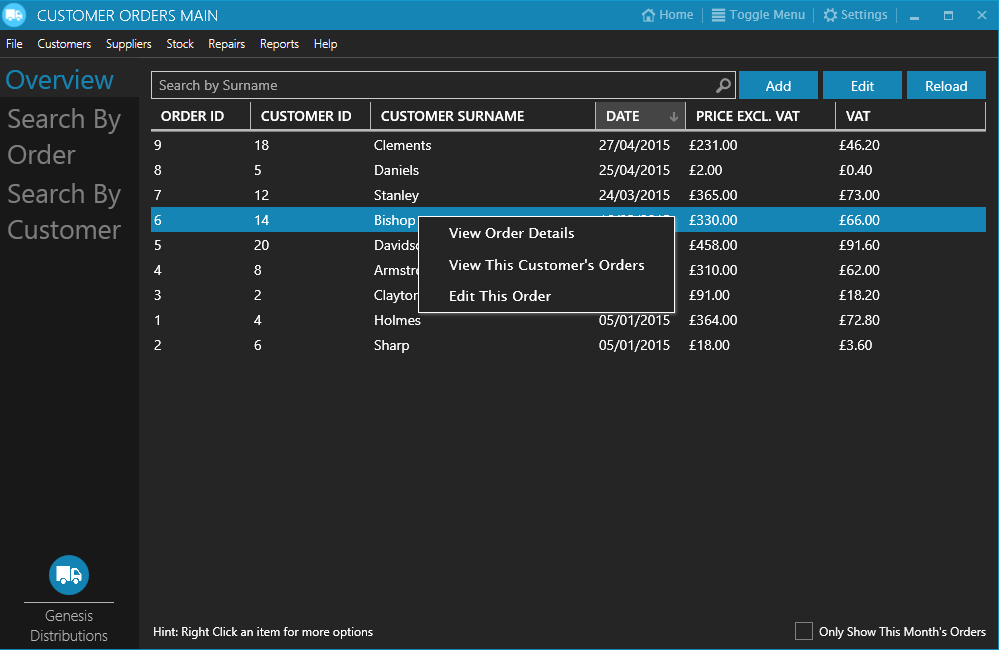 CUSTOMER ORDERS MAIN
Home
Toggle Menu
Settings
File Customers Suppliers Stock Repairs Reports Help
Overview
Search By
Order
Search By
Customer
Search by Surname
Add
Edit
Reload
ORDER ID CUSTOMER ID CUSTOMER SURNAME DATE PRICE EXCL. VAT VAT
9 18 Clements 27/04/2015 £231.00 £46.20
8 5 Daniels 25/04/2015 £2.00 £0.40
7 12 Stanley 24/03/2015 £365.00 £73.00
6 14 Bishop £330.00 £66.00
5 20 £458.00 £91.60
4 8 £310.00 £62.00
3 2 Clayton £91.00 £18.20
1 4 Holmes 05/01/2015 £364.00 £72.80
2 6 Sharp 05/01/2015 £18.00 £3.60
View Order Details
View This Customer's Orders
Edit This Order
Genesis
Distributions
Hint: Right Click an item for more options
Only Show This Month's Orders